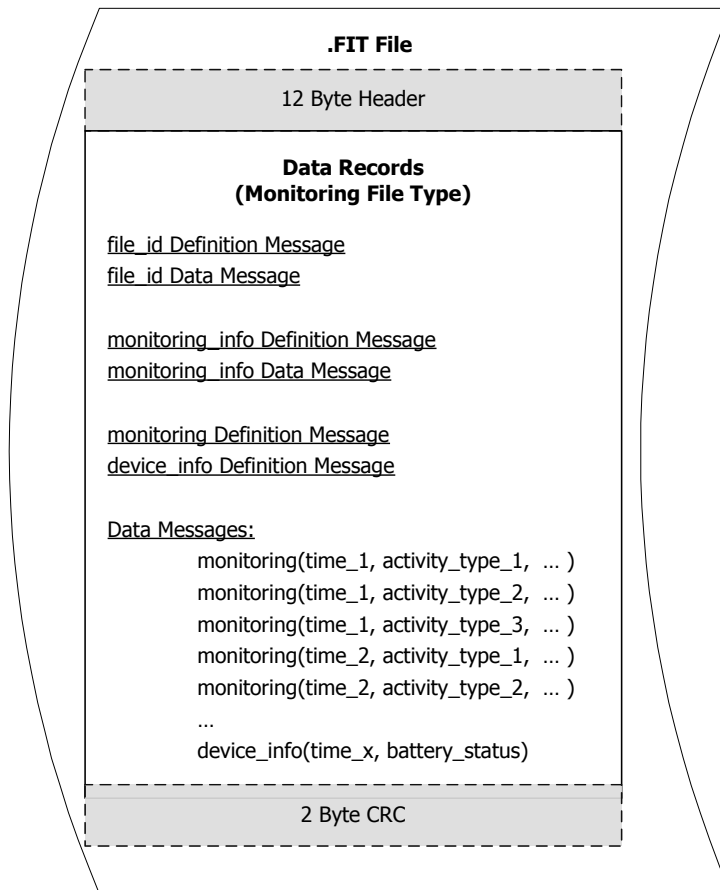 .FIT File
12 Byte Header
Data Records
(Monitoring File Type)
file_id Definition Message
file_id Data Message
monitoring_info Definition Message
monitoring_info Data Message
monitoring Definition Message
device_info Definition Message
Data Messages:
monitoring(time_1, activity_type_1, … )
monitoring(time_1, activity_type_2, … )
monitoring(time_1, activity_type_3, … )
monitoring(time_2, activity_type_1, … )
monitoring(time_2, activity_type_2, … )
…
device_info(time_x, battery_status)
2 Byte CRC